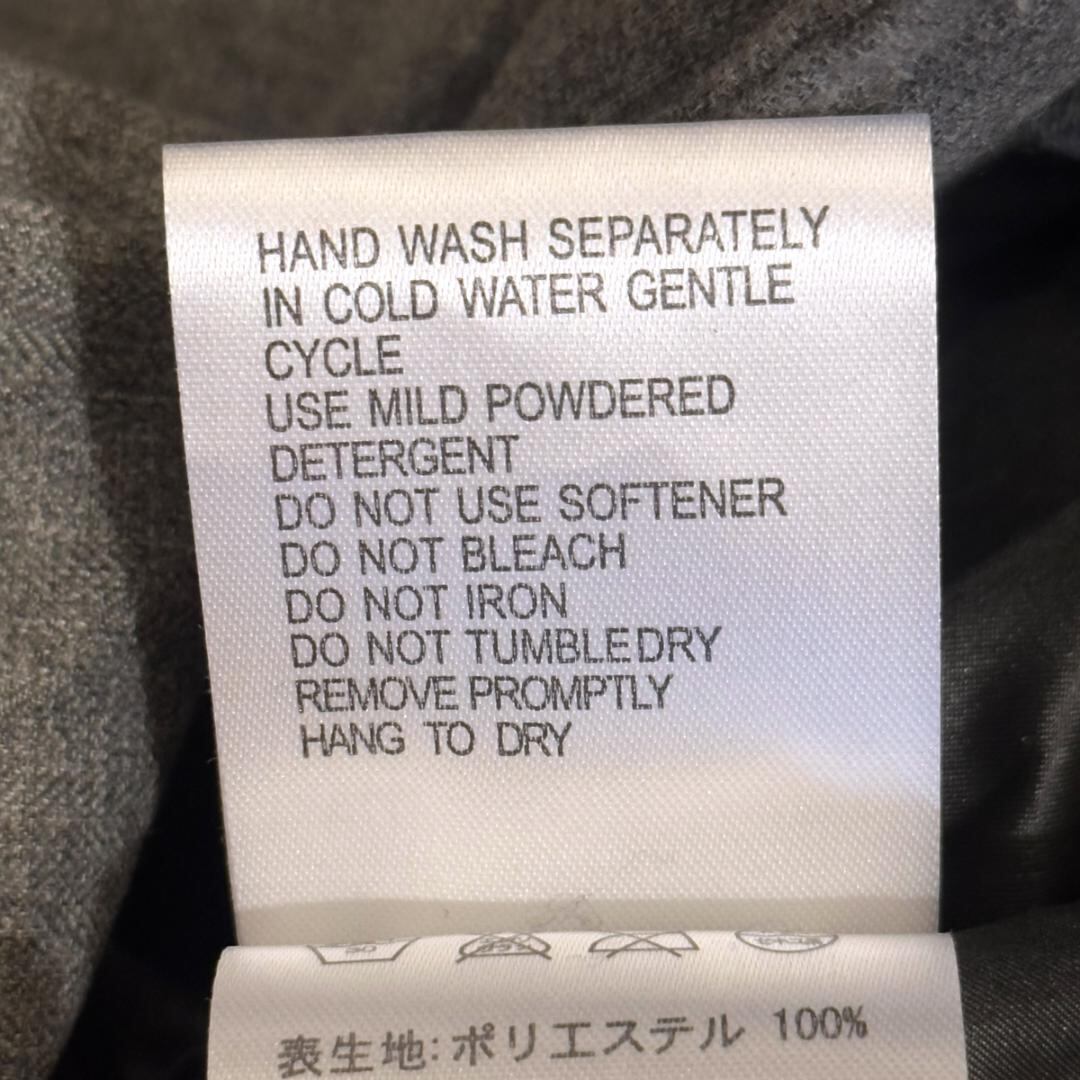 HAND WASH SEPARATELY
IN COLD WATER GENTLE
CYCLE
USE MILD POWDERED
DETERGENT
DO NOT USE SOFTENER
DO NOT BLEACH
DO NOT IRON
DO NOT TUMBLE DRY
REMOVE PROMPTLY
HANG TO DRY
表生地:ポリエステル 100%